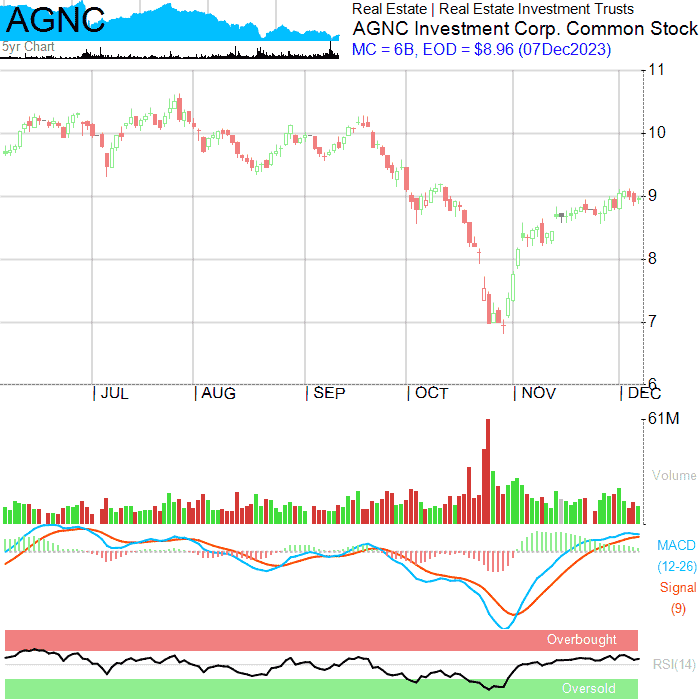 AGNC
5yr Chart
Real Estate | Real Estate Investment Trusts
AGNC Investment Corp. Common Stock
MC = 6B, EOD = $8.96 (07Dec2023)
11
10
9
8
7
6
JUL AUG SEP OCT NOV DEC
61M
Volume
MACD
(12-26)
Signal
(9)
Overbought
RSI(14)
Oversold